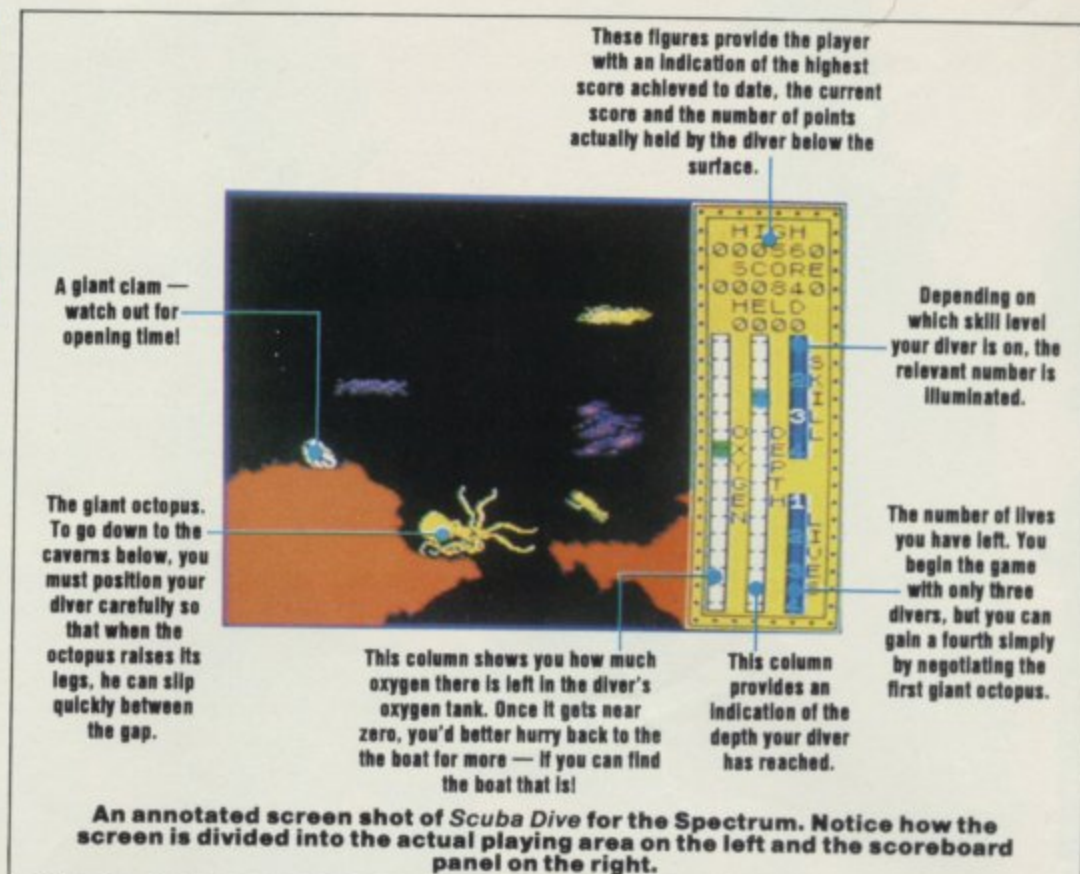 These figures provide the player
with an indication of the highest
score achieved to date, the current
score and the number of points
actually held by the diver below the
surface.
A giant clam —
watch out for
opening time!
HIGH
000560
SCORE
000840
HELD
0000
SKILL
2
3
OXYGEN
DEPTH
1
LIVES
Depending on
which skill level
your diver is on, the
relevant number is
illuminated.
The giant octopus.
To go down to the
caverns below, you
must position your
diver carefully so
that when the
octopus raises its
legs, he can slip
quickly between
the gap.
The number of lives
you have left. You
begin the game
with only three
divers, but you can
gain a fourth simply
by negotiating the
first giant octopus.
This column shows you how much
oxygen there is left in the diver's
oxygen tank. Once it gets near
zero, you'd better hurry back to the
the boat for more — if you can find
the boat that is!
This column
provides an
indication of the
depth your diver
has reached.
An annotated screen shot of Scuba Dive for the Spectrum. Notice how the
screen is divided into the actual playing area on the left and the scoreboard
panel on the right.